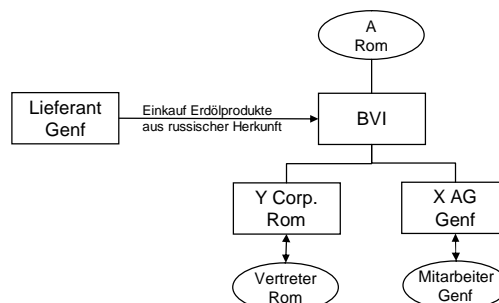 A
Rom
Lieferant
Genf
Einkauf Erdölprodukte
aus russischer Herkunft
BVI
Y Corp.
Rom
X AG
Genf
Vertreter
Rom
Mitarbeiter
Genf